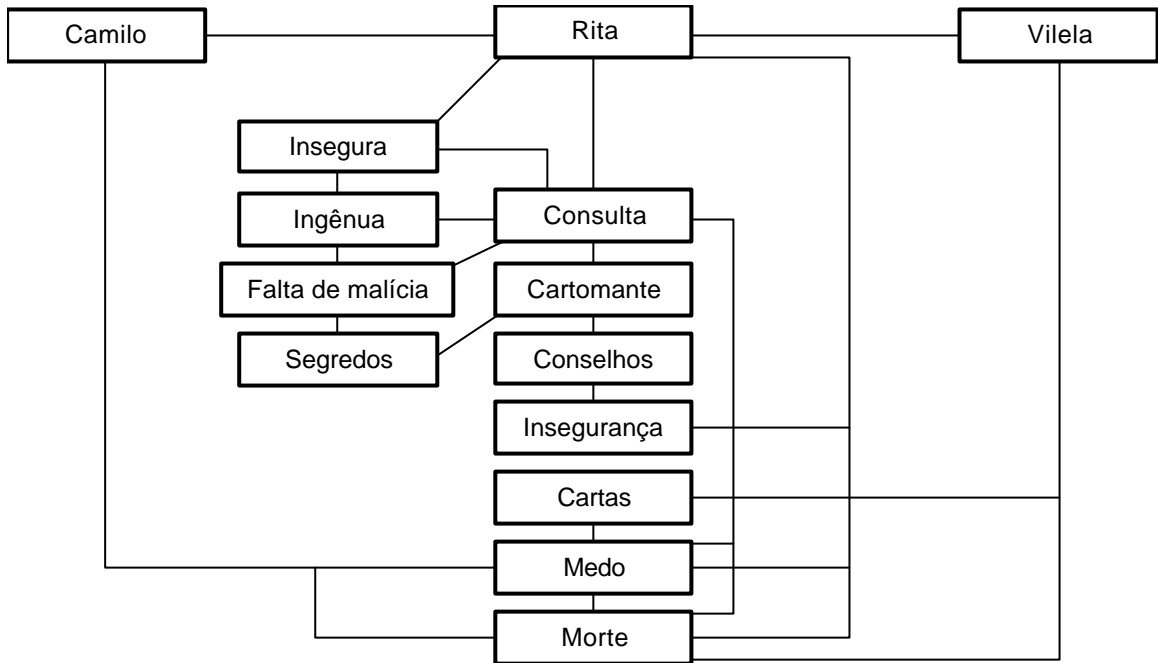 Camilo
Rita
Vilela
Insegura
Ingênua
Consulta
Falta de malícia
Cartomante
Segredos
Conselhos
Insegurança
Cartas
Medo
Morte